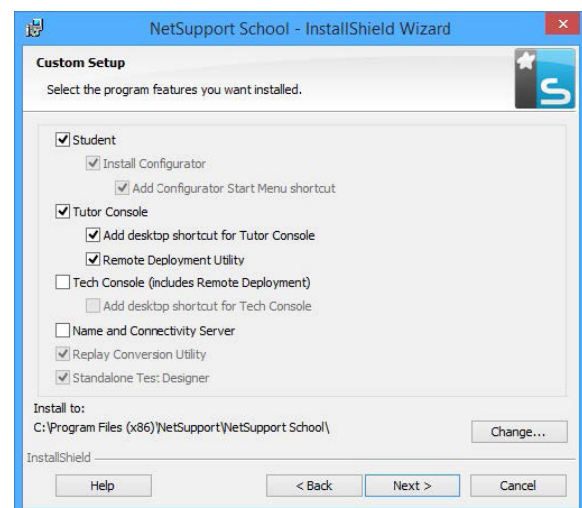 NetSupport School - InstallShield Wizard
Custom Setup
Select the program features you want installed.
S
Student
Install Configurator
Add Configurator Start Menu shortcut
Tutor Console
Add desktop shortcut for Tutor Console
Remote Deployment Utility
Tech Console (includes Remote Deployment)
Add desktop shortcut for Tech Console
Name and Connectivity Server
Replay Conversion Utility
Standalone Test Designer
Install to:
C:\Program Files (x86)\NetSupport\NetSupport School\
Change...
InstallShield
Help < Back Next > Cancel